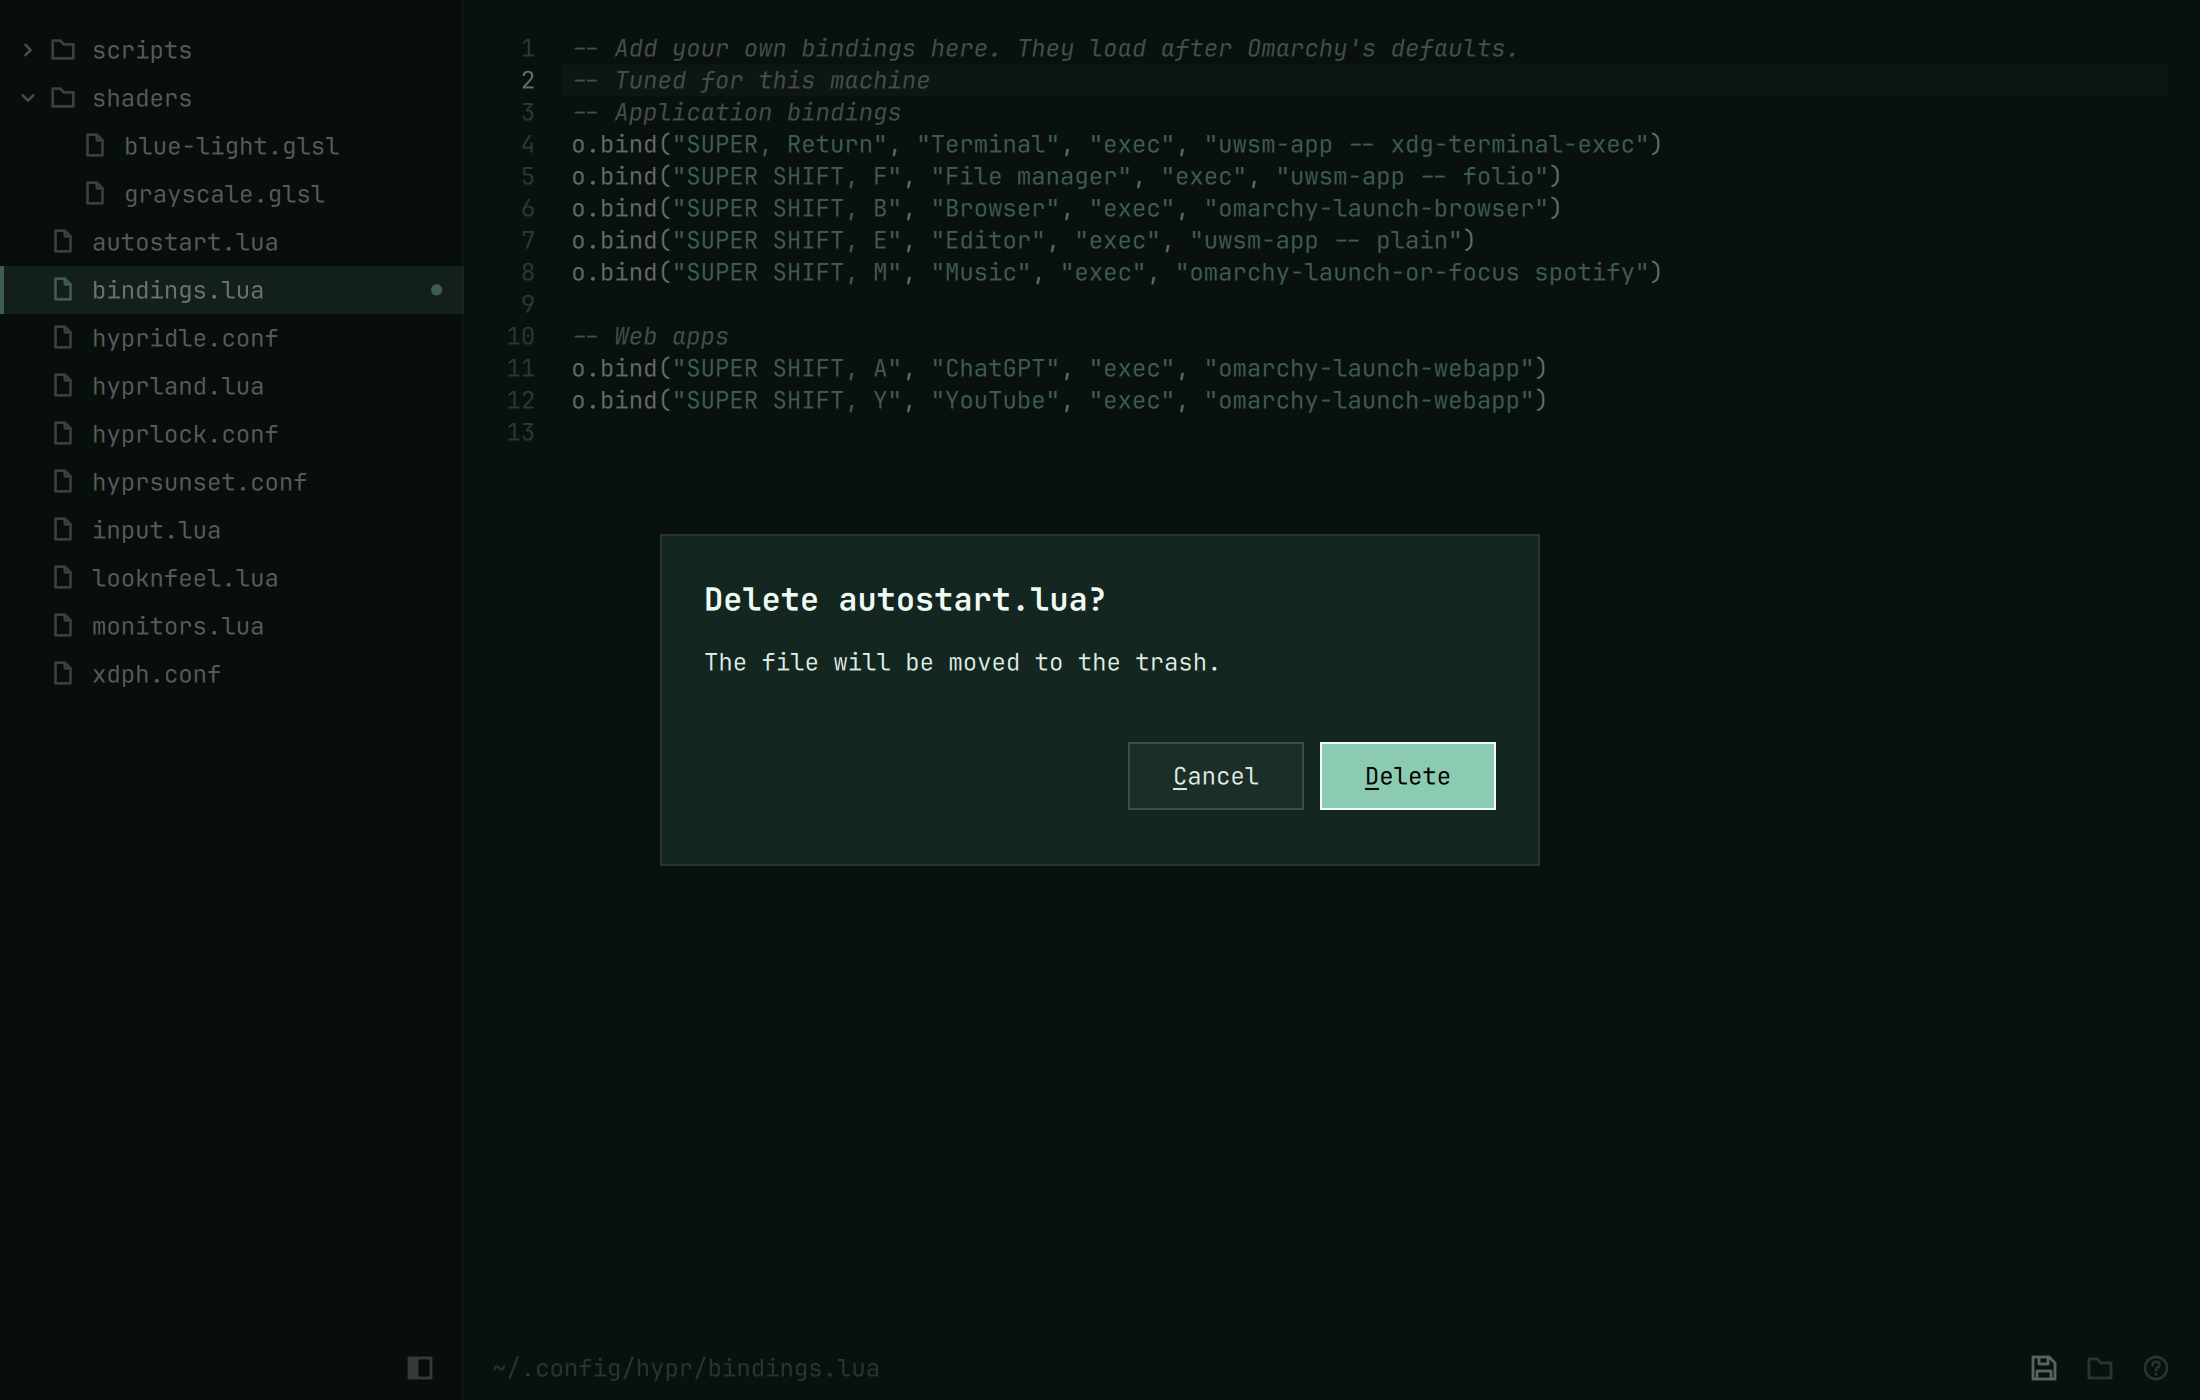 scripts
shaders
blue-light.glsl
grayscale.glsl
autostart.lua
bindings.lua
hypridle.conf
hyprland.lua
hyprlock.conf
hyprsunset.conf
input.lua
looknfeel.lua
monitors.lua
xdph.conf
1 -- Add your own bindings here. They load after Omarchy's defaults.
2 -- Tuned for this machine
3 -- Application bindings
4 o.bind("SUPER, Return", "Terminal", "exec", "uwsm-app -- xdg-terminal-exec")
5 o.bind("SUPER SHIFT, F", "File manager", "exec", "uwsm-app -- folio")
6 o.bind("SUPER SHIFT, B", "Browser", "exec", "omarchy-launch-browser")
7 o.bind("SUPER SHIFT, E", "Editor", "exec", "uwsm-app -- plain")
8 o.bind("SUPER SHIFT, M", "Music", "exec", "omarchy-launch-or-focus spotify")
9
10 -- Web apps
11 o.bind("SUPER SHIFT, A", "ChatGPT", "exec", "omarchy-launch-webapp")
12 o.bind("SUPER SHIFT, Y", "YouTube", "exec", "omarchy-launch-webapp")
13
Delete autostart.lua?
The file will be moved to the trash.
Cancel Delete
~/.config/hypr/bindings.lua